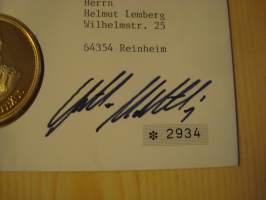 Herrn
Helmut Lemberg
Wilhelmstr. 25
64354 Reinheim
✻ 2934